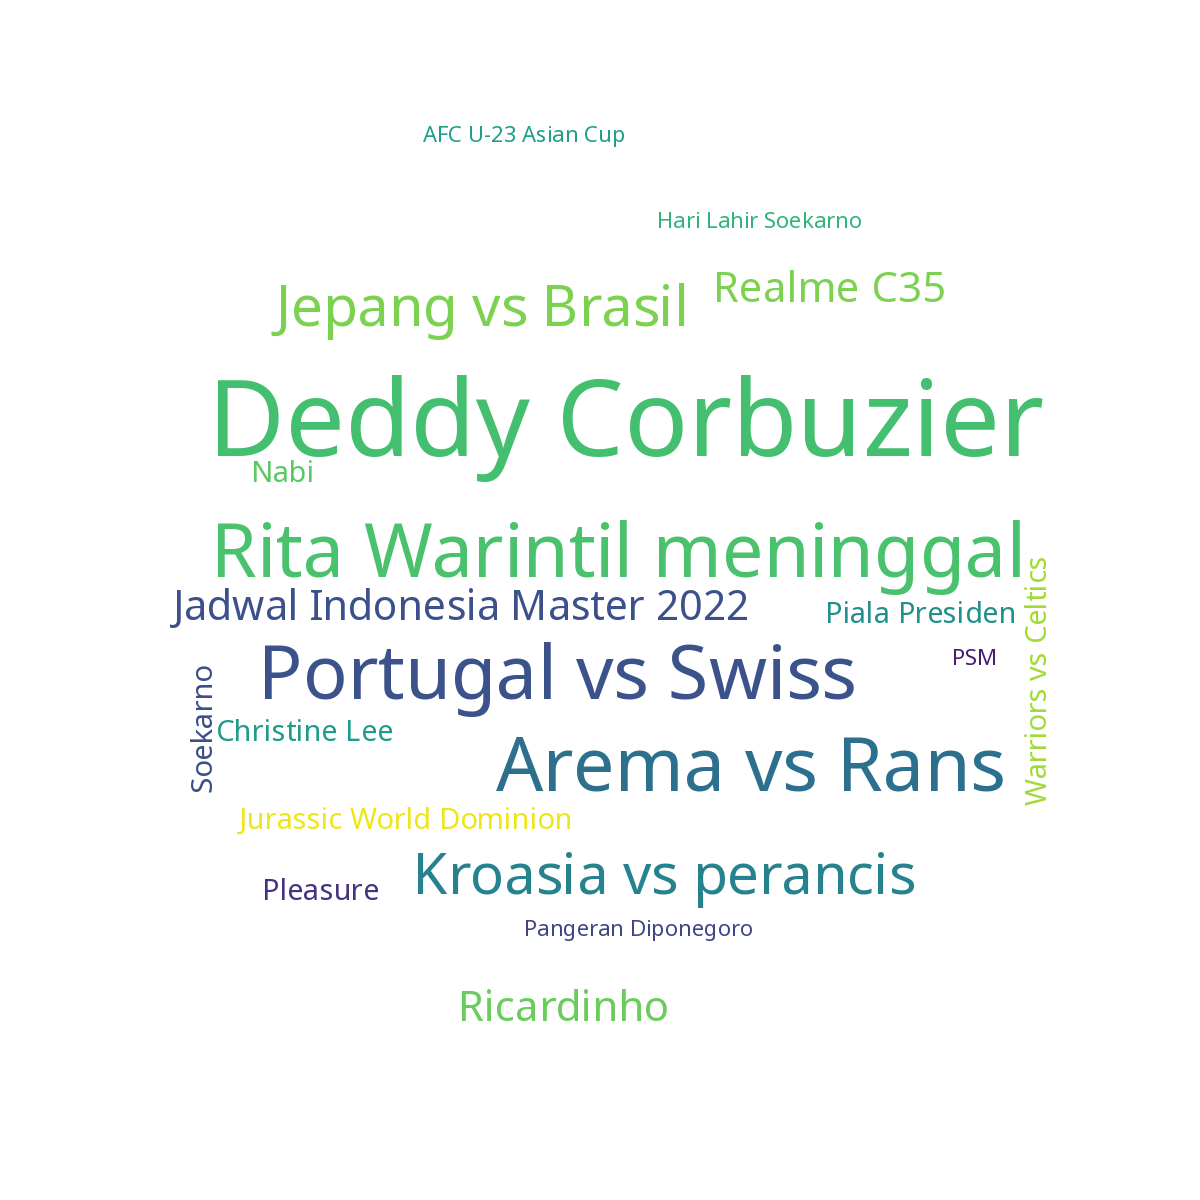 AFC U-23 Asian Cup
Hari Lahir Soekarno
Realme C35
Jepang vs Brasil
Deddy Corbuzier
Nabi
Rita Warintil meninggal
Jadwal Indonesia Master 2022
Piala Presiden
Warriors vs Celtics
PSM
Portugal vs Swiss
Soekarno
Christine Lee
Arema vs Rans
Jurassic World Dominion
Kroasia vs perancis
Pleasure
Pangeran Diponegoro
Ricardinho